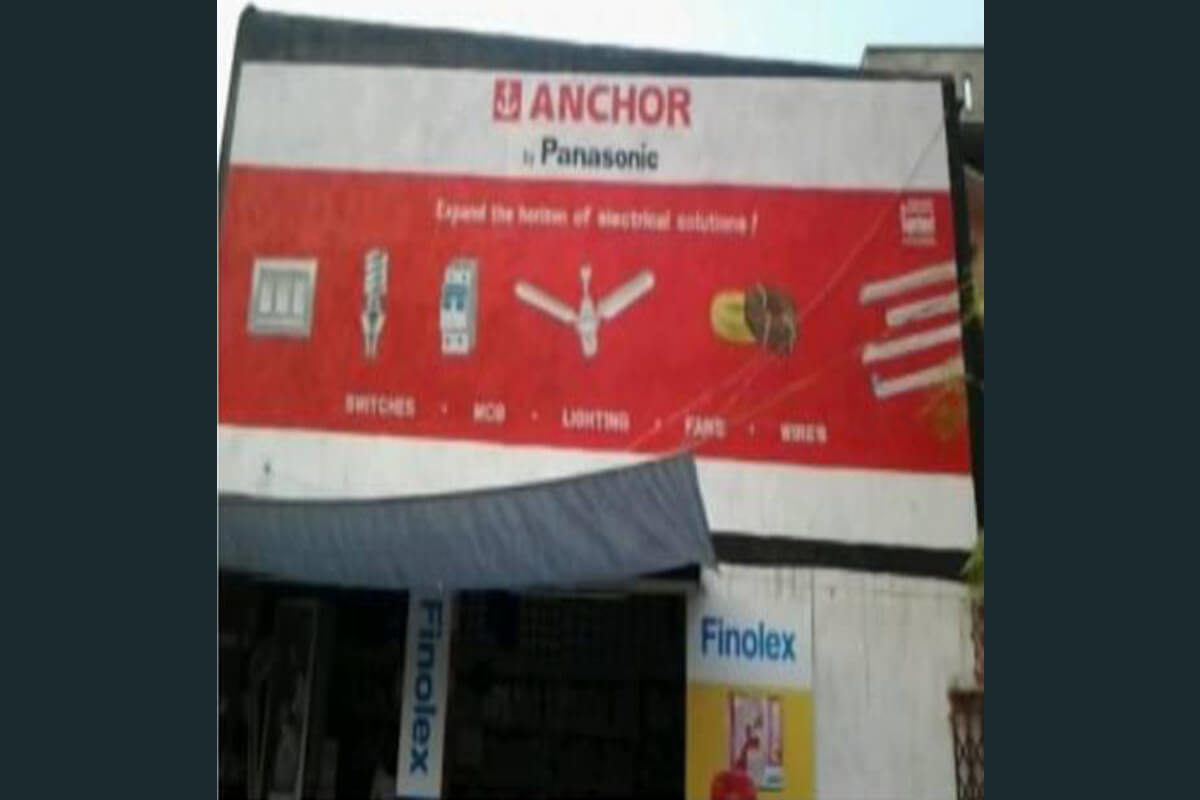 ANCHOR
by Panasonic
Expand the horizon of electrical solutions!
SWITCHES · MCB · LIGHTING · FANS · WIRES
Finolex
Finolex